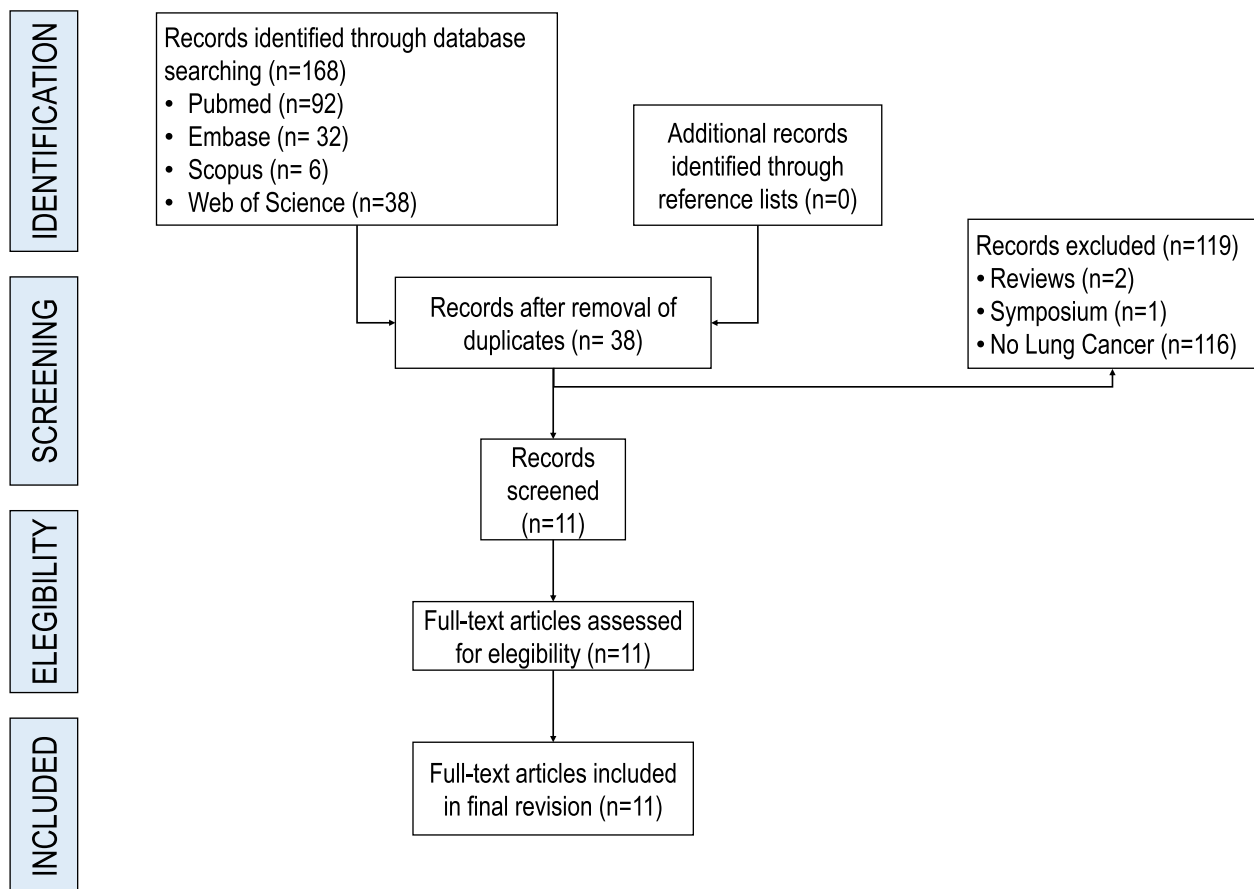 IDENTIFICATION
Records identified through database
searching (n=168)
• Pubmed (n=92)
• Embase (n= 32)
• Scopus (n= 6)
• Web of Science (n=38)
Additional records
identified through
reference lists (n=0)
Records excluded (n=119)
• Reviews (n=2)
• Symposium (n=1)
• No Lung Cancer (n=116)
SCREENING
Records after removal of
duplicates (n= 38)
Records
screened
(n=11)
ELEGIBILITY
Full-text articles assessed
for elegibility (n=11)
INCLUDED
Full-text articles included
in final revision (n=11)